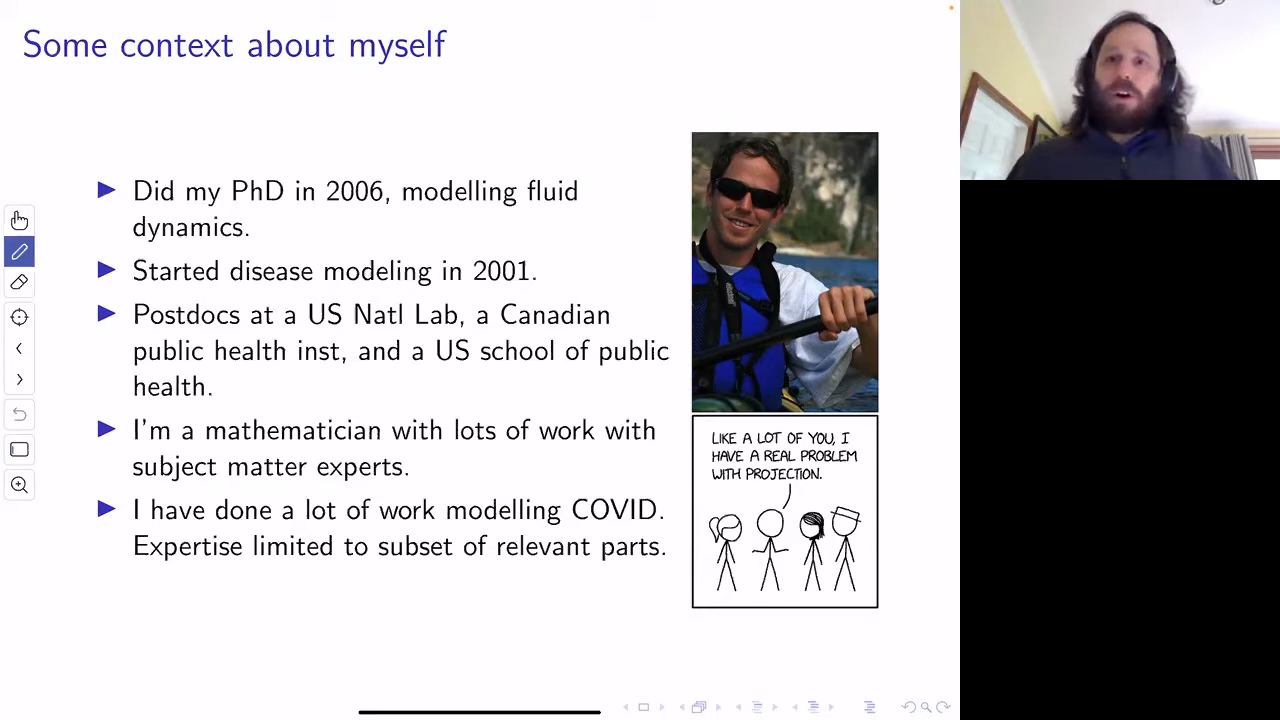 Some context about myself
Did my PhD in 2006, modelling fluid
dynamics.
Started disease modeling in 2001.
Postdocs at a US Natl Lab, a Canadian
public health inst, and a US school of public
health.
I'm a mathematician with lots of work with
subject matter experts.
I have done a lot of work modelling COVID.
Expertise limited to subset of relevant parts.
LIKE A LOT OF YOU, I
HAVE A REAL PROBLEM
WITH PROJECTION.